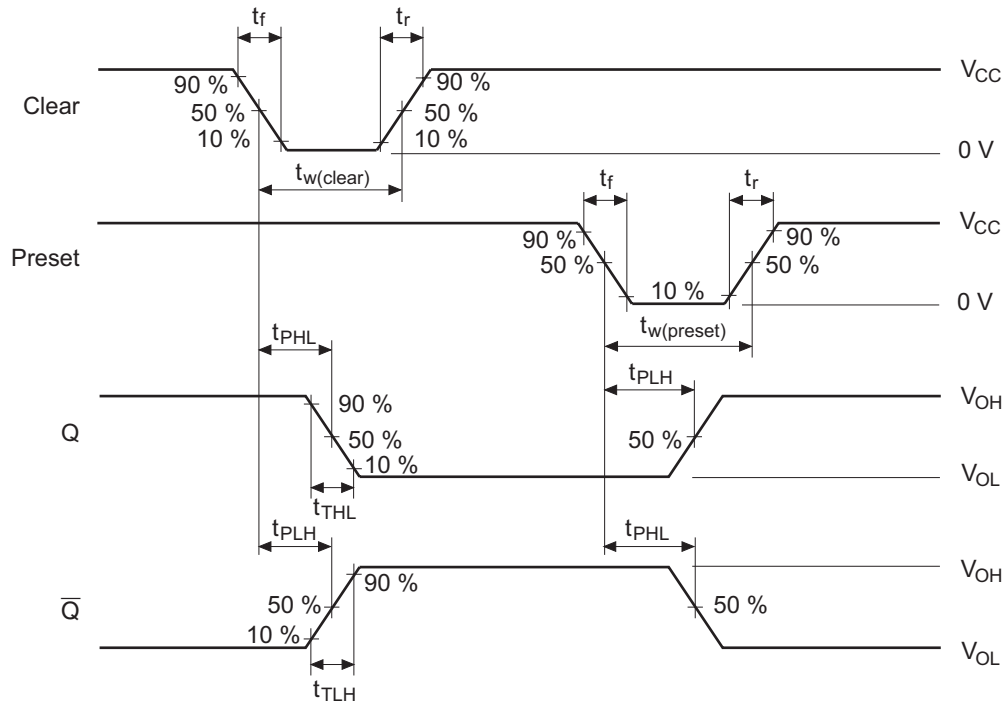 tf
tr
90 %
90 %
VCC
Clear
50 %
50 %
10 %
10 %
0 V
tw(clear)
tf
tr
VCC
Preset
90 %
90 %
50 %
50 %
10 %
0 V
tw(preset)
tPHL
tPLH
90 %
VOH
Q
50 %
50 %
10 %
VOL
tTHL
tPLH
tPHL
90 %
VOH
Q̅
50 %
50 %
10 %
VOL
tTLH